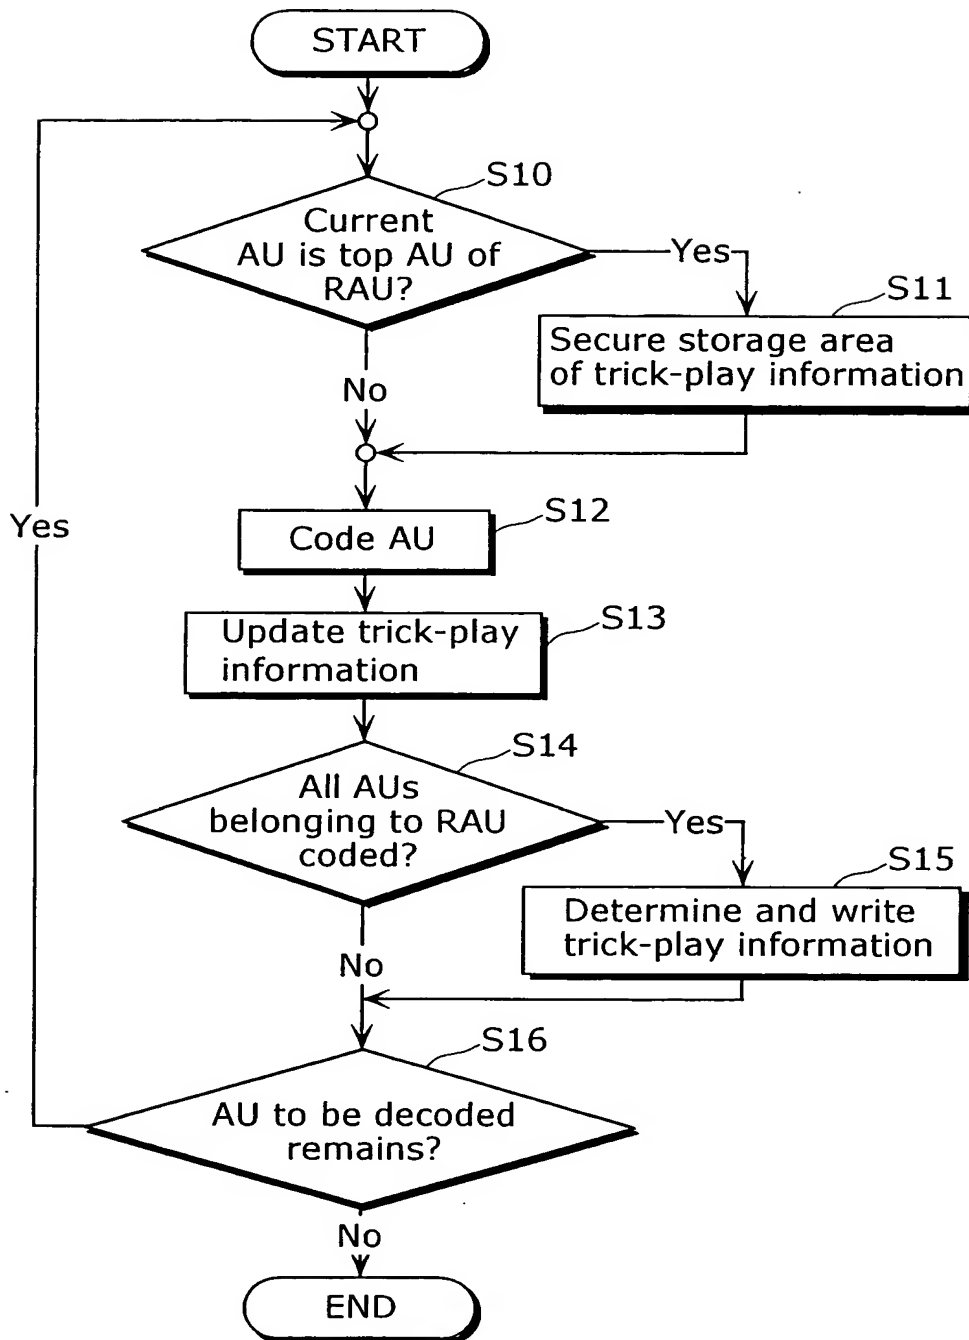 START
S10
Current
AU is top AU of
RAU?
Yes
S11
Secure storage area
of trick-play information
No
Yes
S12
Code AU
S13
Update trick-play
information
S14
All AUs
belonging to RAU
coded?
Yes
S15
Determine and write
trick-play information
No
S16
AU to be decoded
remains?
No
END